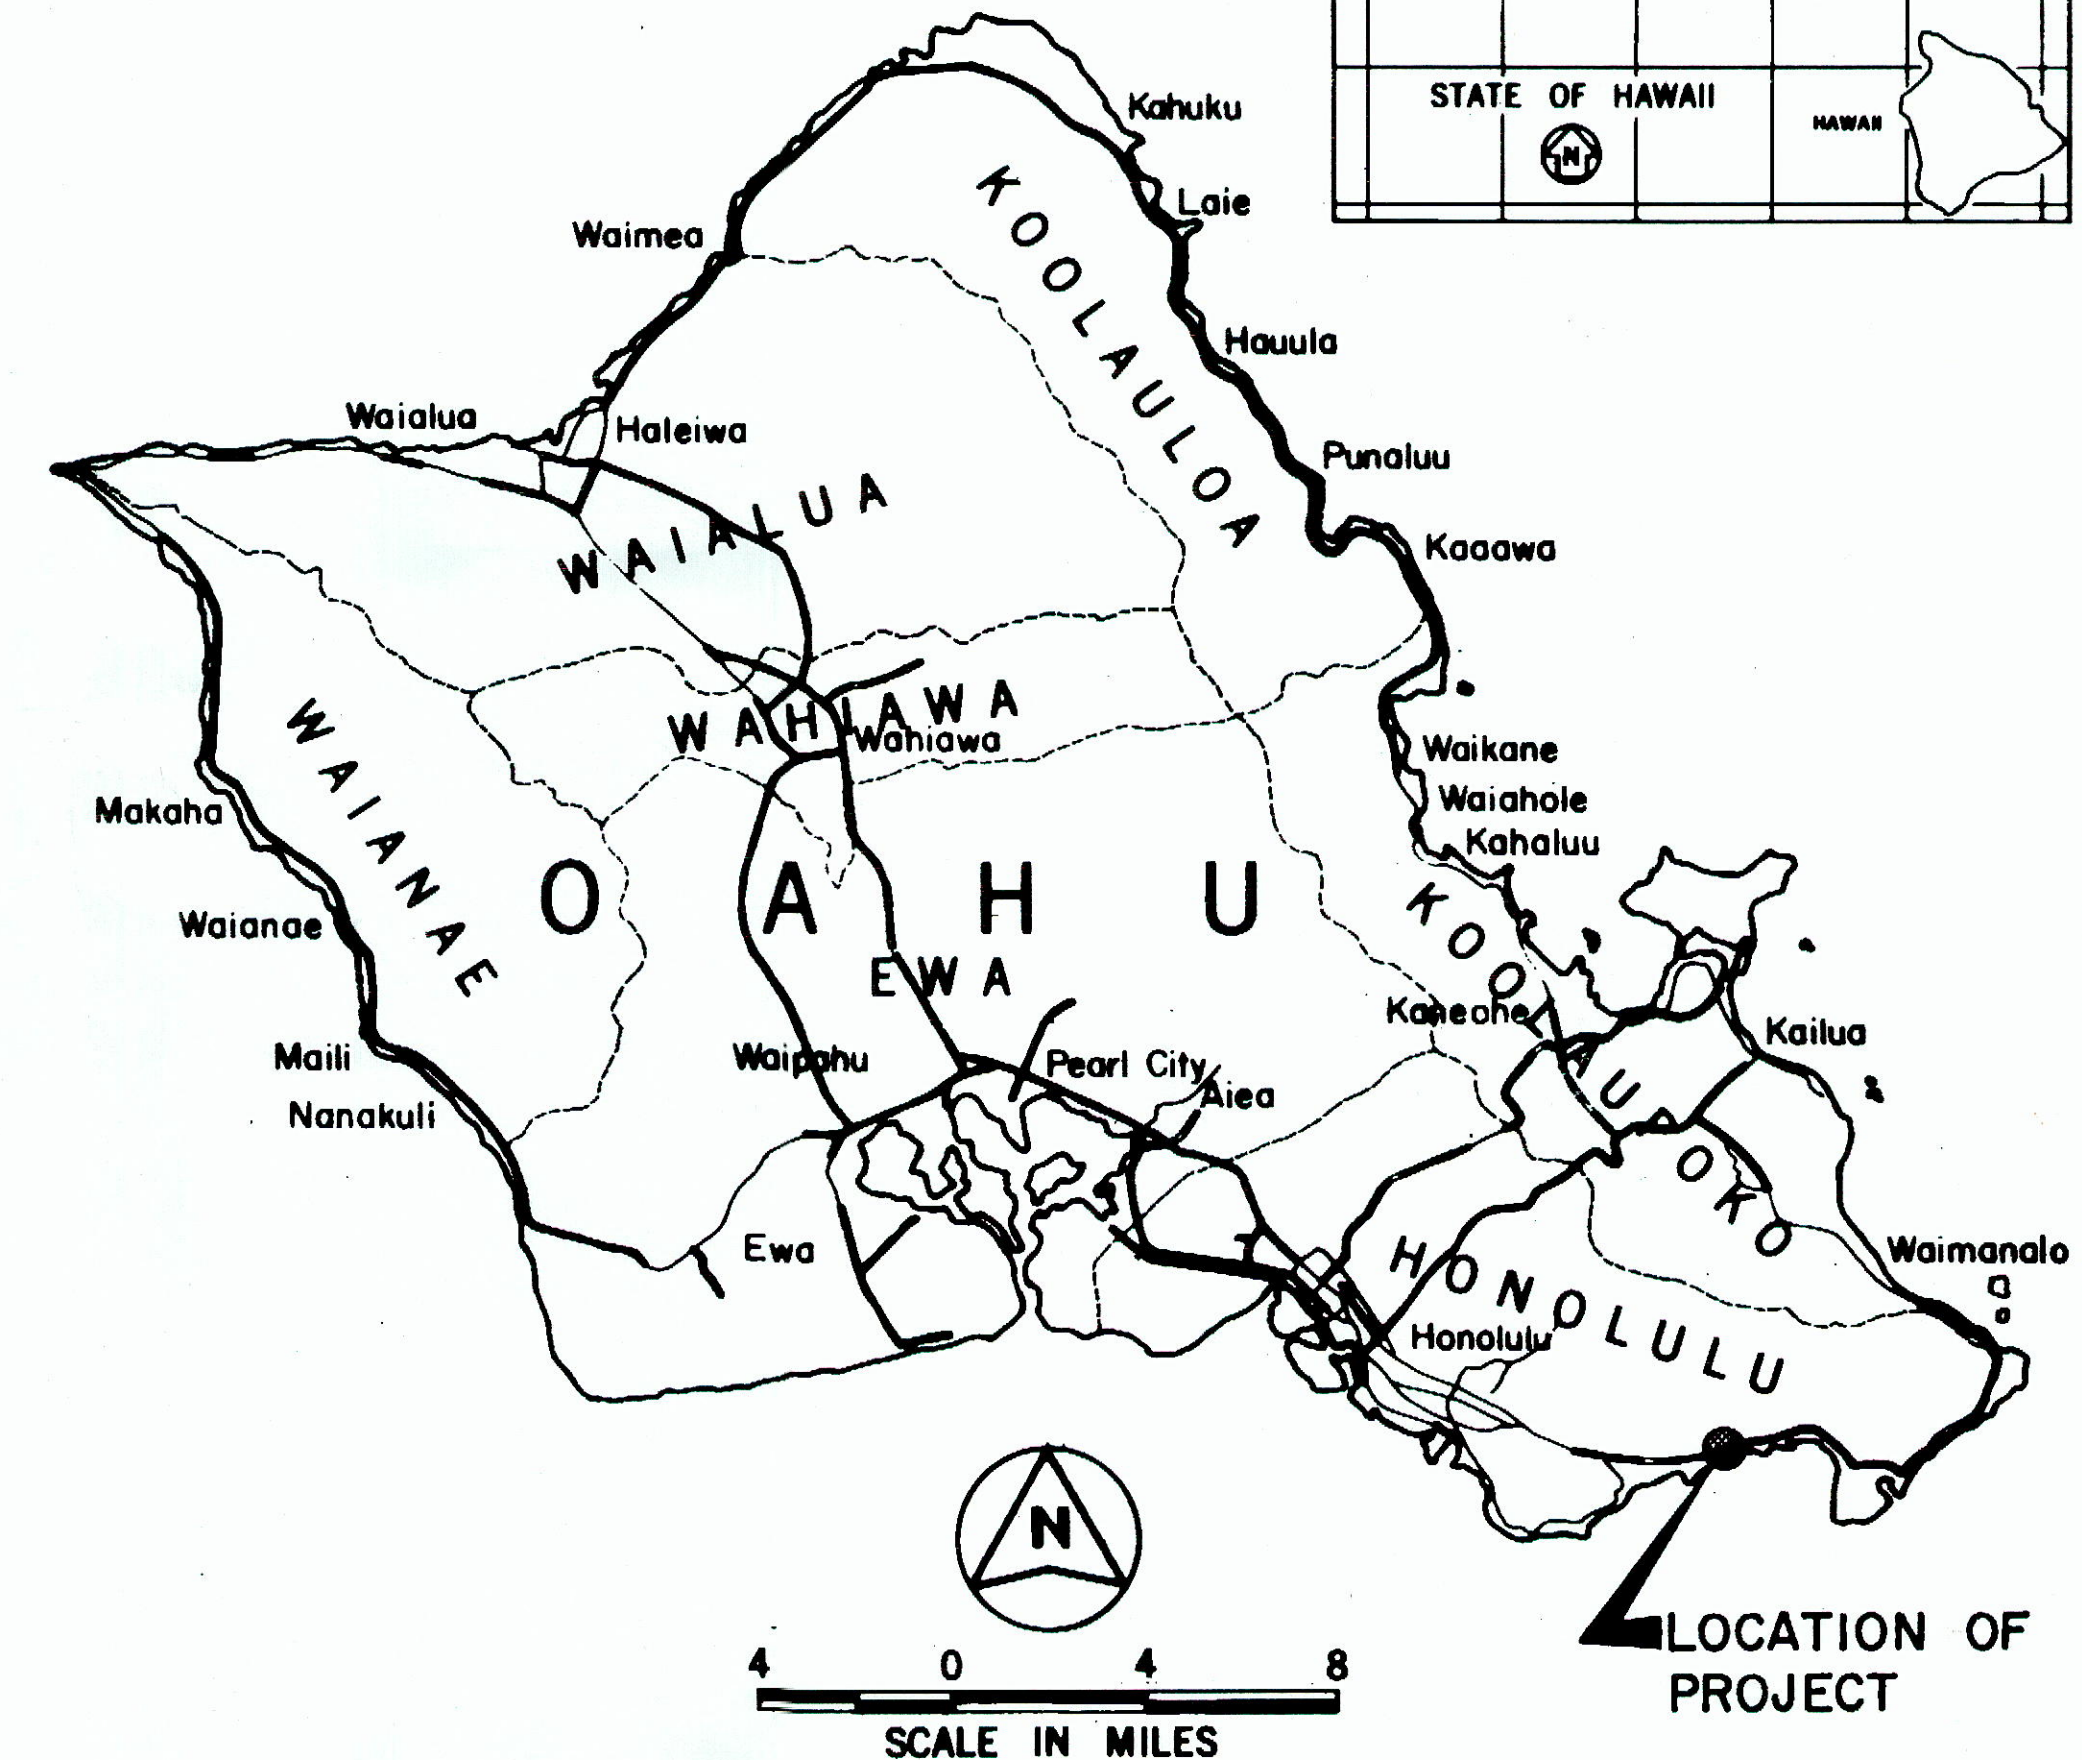 STATE OF HAWAII
N
HAWAII
Kahuku
Laie
Waimea
KOOLAULOA
Hauula
Waialua
Haleiwa
Punaluu
WAIALUA
Kaaawa
WAHIAWA
Wahiawa
Waikane
WAIANAE
Waiahole
Makaha
Kahaluu
OAHU
Waianae
KOOLAUPOKO
EWA
Kaneohe
Kailua
Maili
Waipahu
Pearl City
Aiea
Nanakuli
Ewa
Waimanalo
HONOLULU
Honolulu
N
LOCATION OF
PROJECT
4 0 4 8
SCALE IN MILES